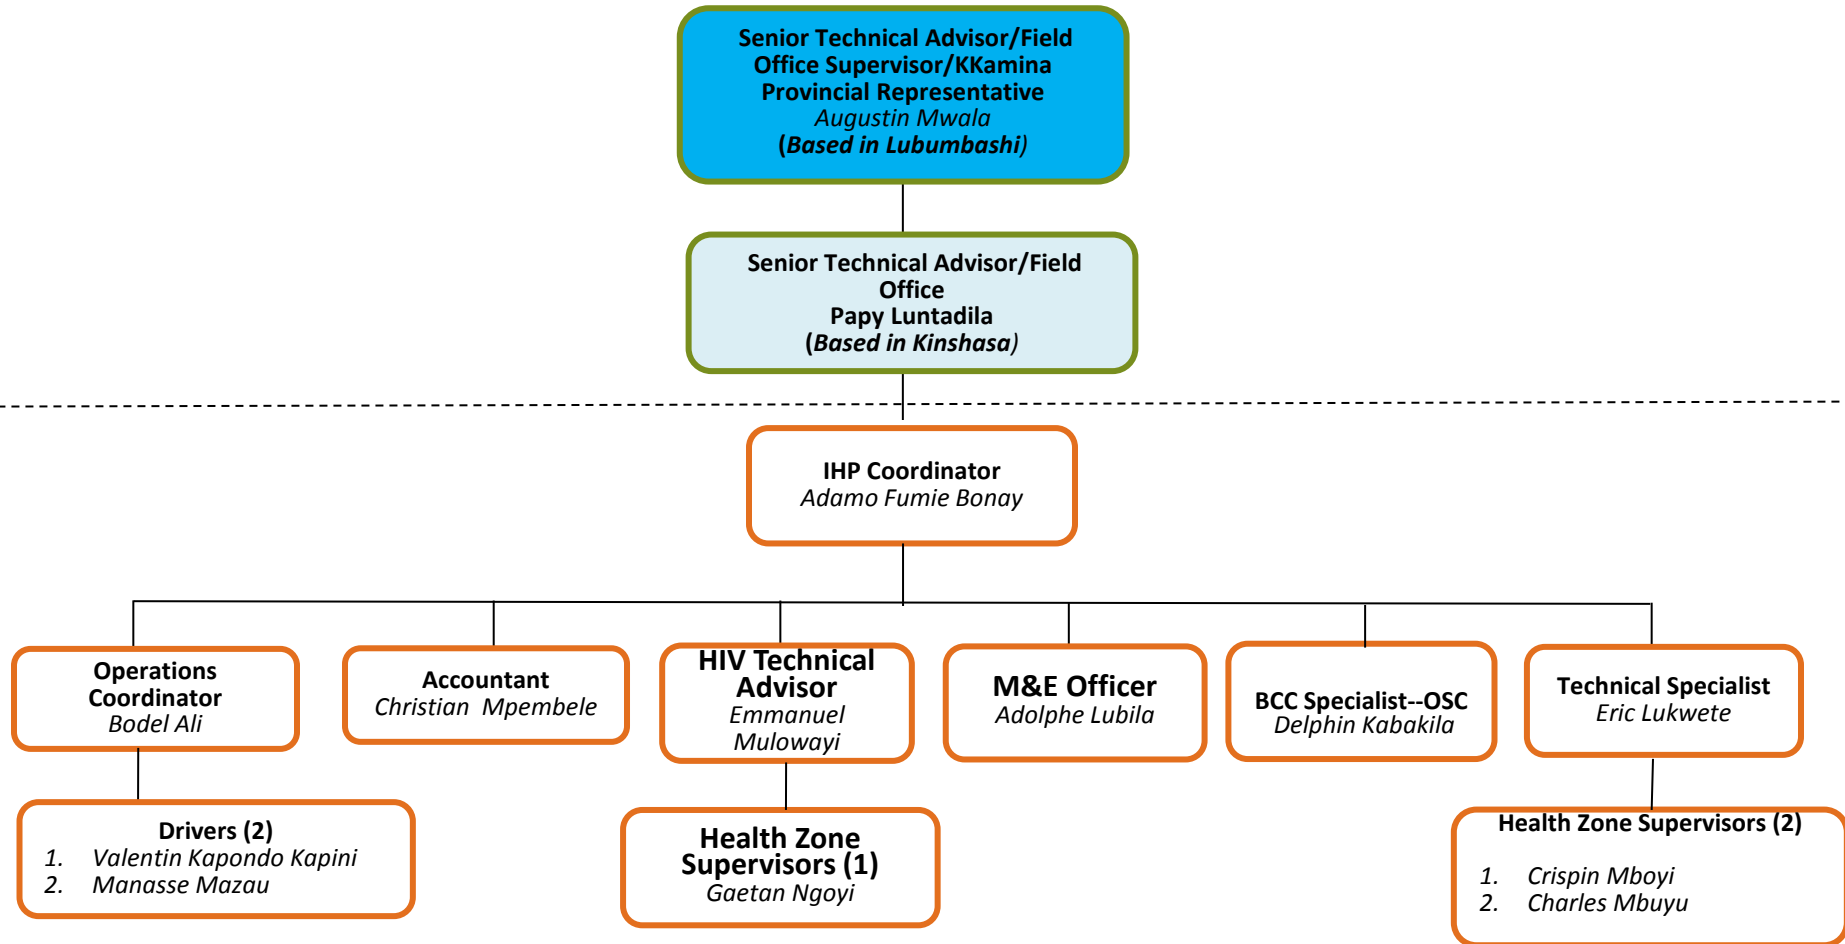 Senior Technical Advisor/Field
Office Supervisor/KKamina
Provincial Representative
Augustin Mwala
(Based in Lubumbashi)
Senior Technical Advisor/Field
Office
Papy Luntadila
(Based in Kinshasa)
IHP Coordinator
Adamo Fumie Bonay
Operations
Coordinator
Bodel Ali
Accountant
Christian Mpembele
HIV Technical
Advisor
Emmanuel
Mulowayi
M&E Officer
Adolphe Lubila
BCC Specialist--OSC
Delphin Kabakila
Technical Specialist
Eric Lukwete
Drivers (2)
1. Valentin Kapondo Kapini
2. Manasse Mazau
Health Zone
Supervisors (1)
Gaetan Ngoyi
Health Zone Supervisors (2)
1. Crispin Mboyi
2. Charles Mbuyu